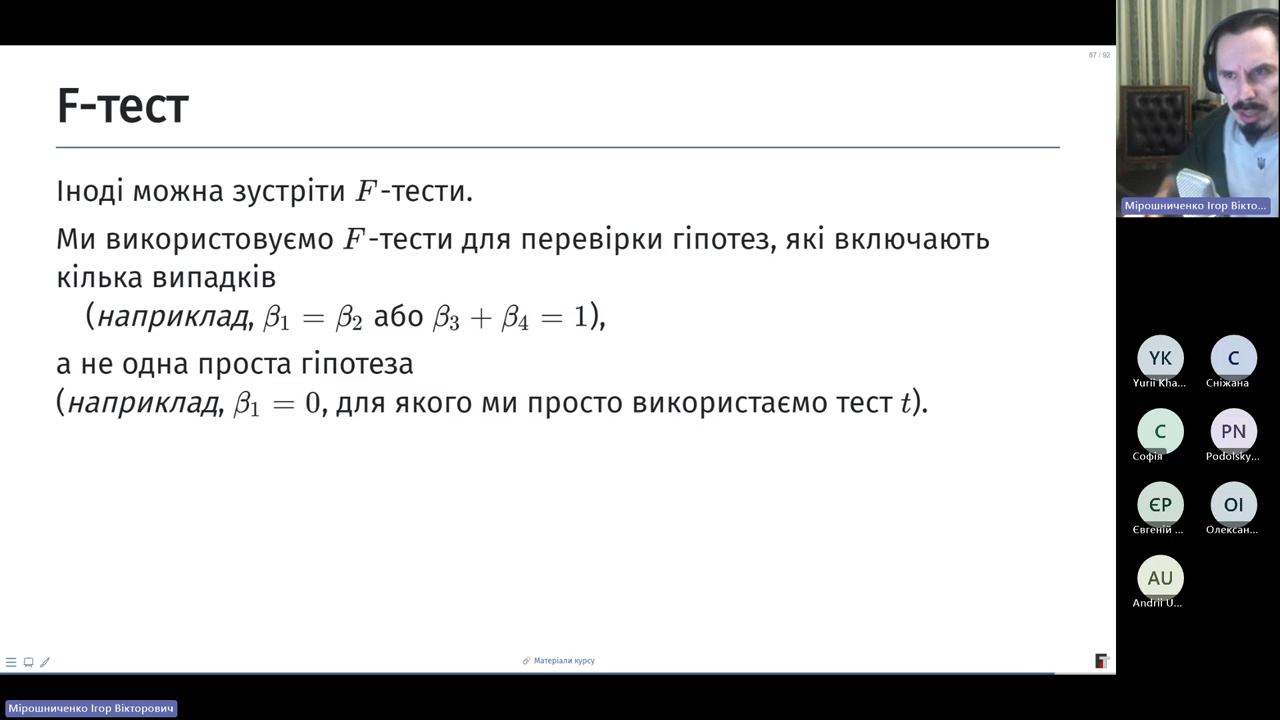 87 / 92
F-тест
Іноді можна зустріти F-тести.
Ми використовуємо F-тести для перевірки гіпотез, які включають
кілька випадків
(наприклад, β₁ = β₂ або β₃ + β₄ = 1),
а не одна проста гіпотеза
(наприклад, β₁ = 0, для якого ми просто використаємо тест t).
Матеріали курсу
Мірошниченко Ігор Вікто...
YK
Yurii Kha...
С
Сніжана
С
Софія
PN
Podolsky...
ЄР
Євгеній ...
ОІ
Олексан...
AU
Andrii U...
Мірошниченко Ігор Вікторович